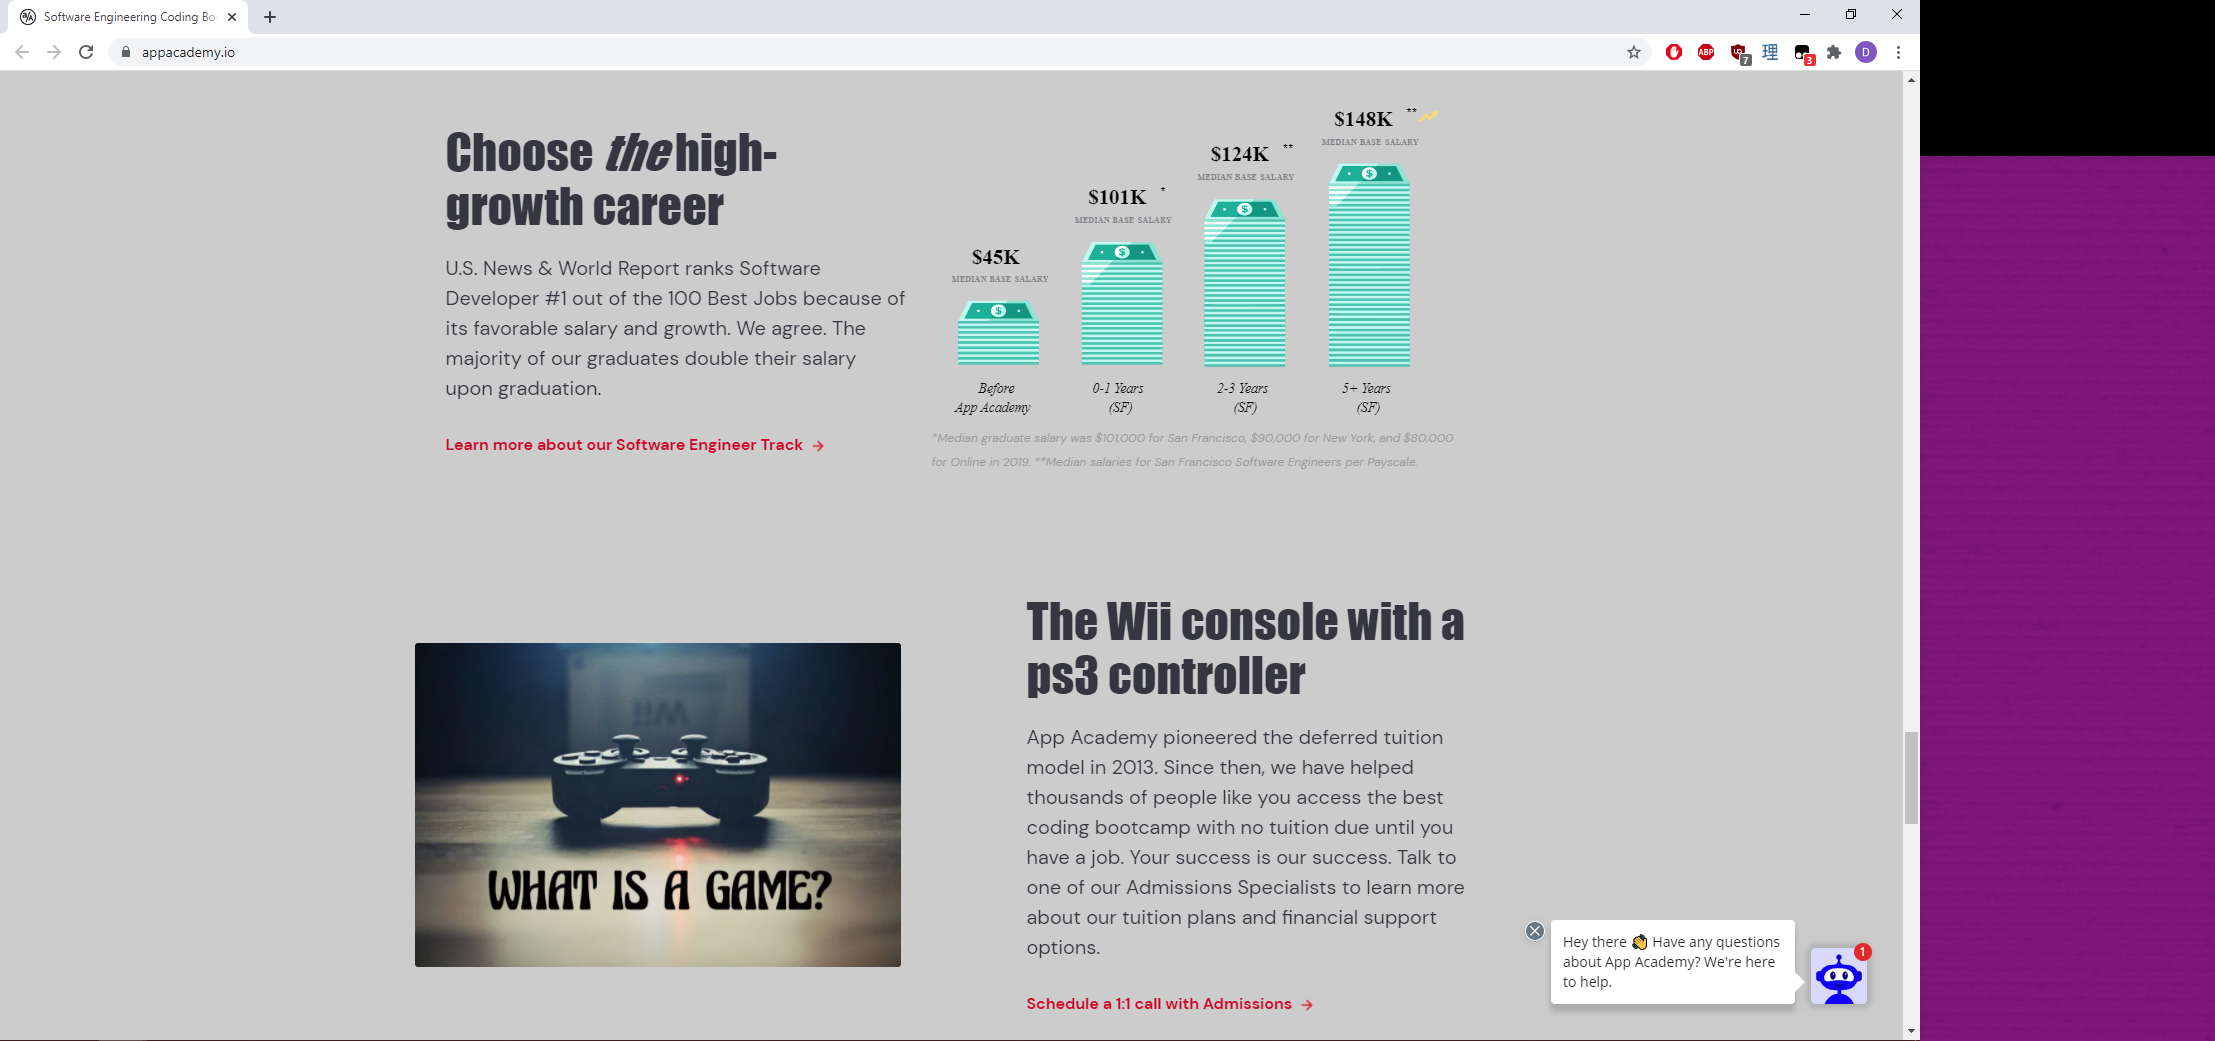 Software Engineering Coding Bo
appacademy.io
ABP
7
理
3
D
Choose the high-
growth career
U.S. News & World Report ranks Software
Developer #1 out of the 100 Best Jobs because of
its favorable salary and growth. We agree. The
majority of our graduates double their salary
upon graduation.
Learn more about our Software Engineer Track →
$45K
MEDIAN BASE SALARY
$101K *
MEDIAN BASE SALARY
$124K **
MEDIAN BASE SALARY
$148K **
MEDIAN BASE SALARY
$
$
$
$
Before
App Academy
0-1 Years
(SF)
2-3 Years
(SF)
5+ Years
(SF)
*Median graduate salary was $101,000 for San Francisco, $90,000 for New York, and $80,000
for Online in 2019. **Median salaries for San Francisco Software Engineers per Payscale.
Wii
WHAT IS A GAME?
The Wii console with a
ps3 controller
App Academy pioneered the deferred tuition
model in 2013. Since then, we have helped
thousands of people like you access the best
coding bootcamp with no tuition due until you
have a job. Your success is our success. Talk to
one of our Admissions Specialists to learn more
about our tuition plans and financial support
options.
Schedule a 1:1 call with Admissions →
Hey there 👋 Have any questions
about App Academy? We're here
to help.
1